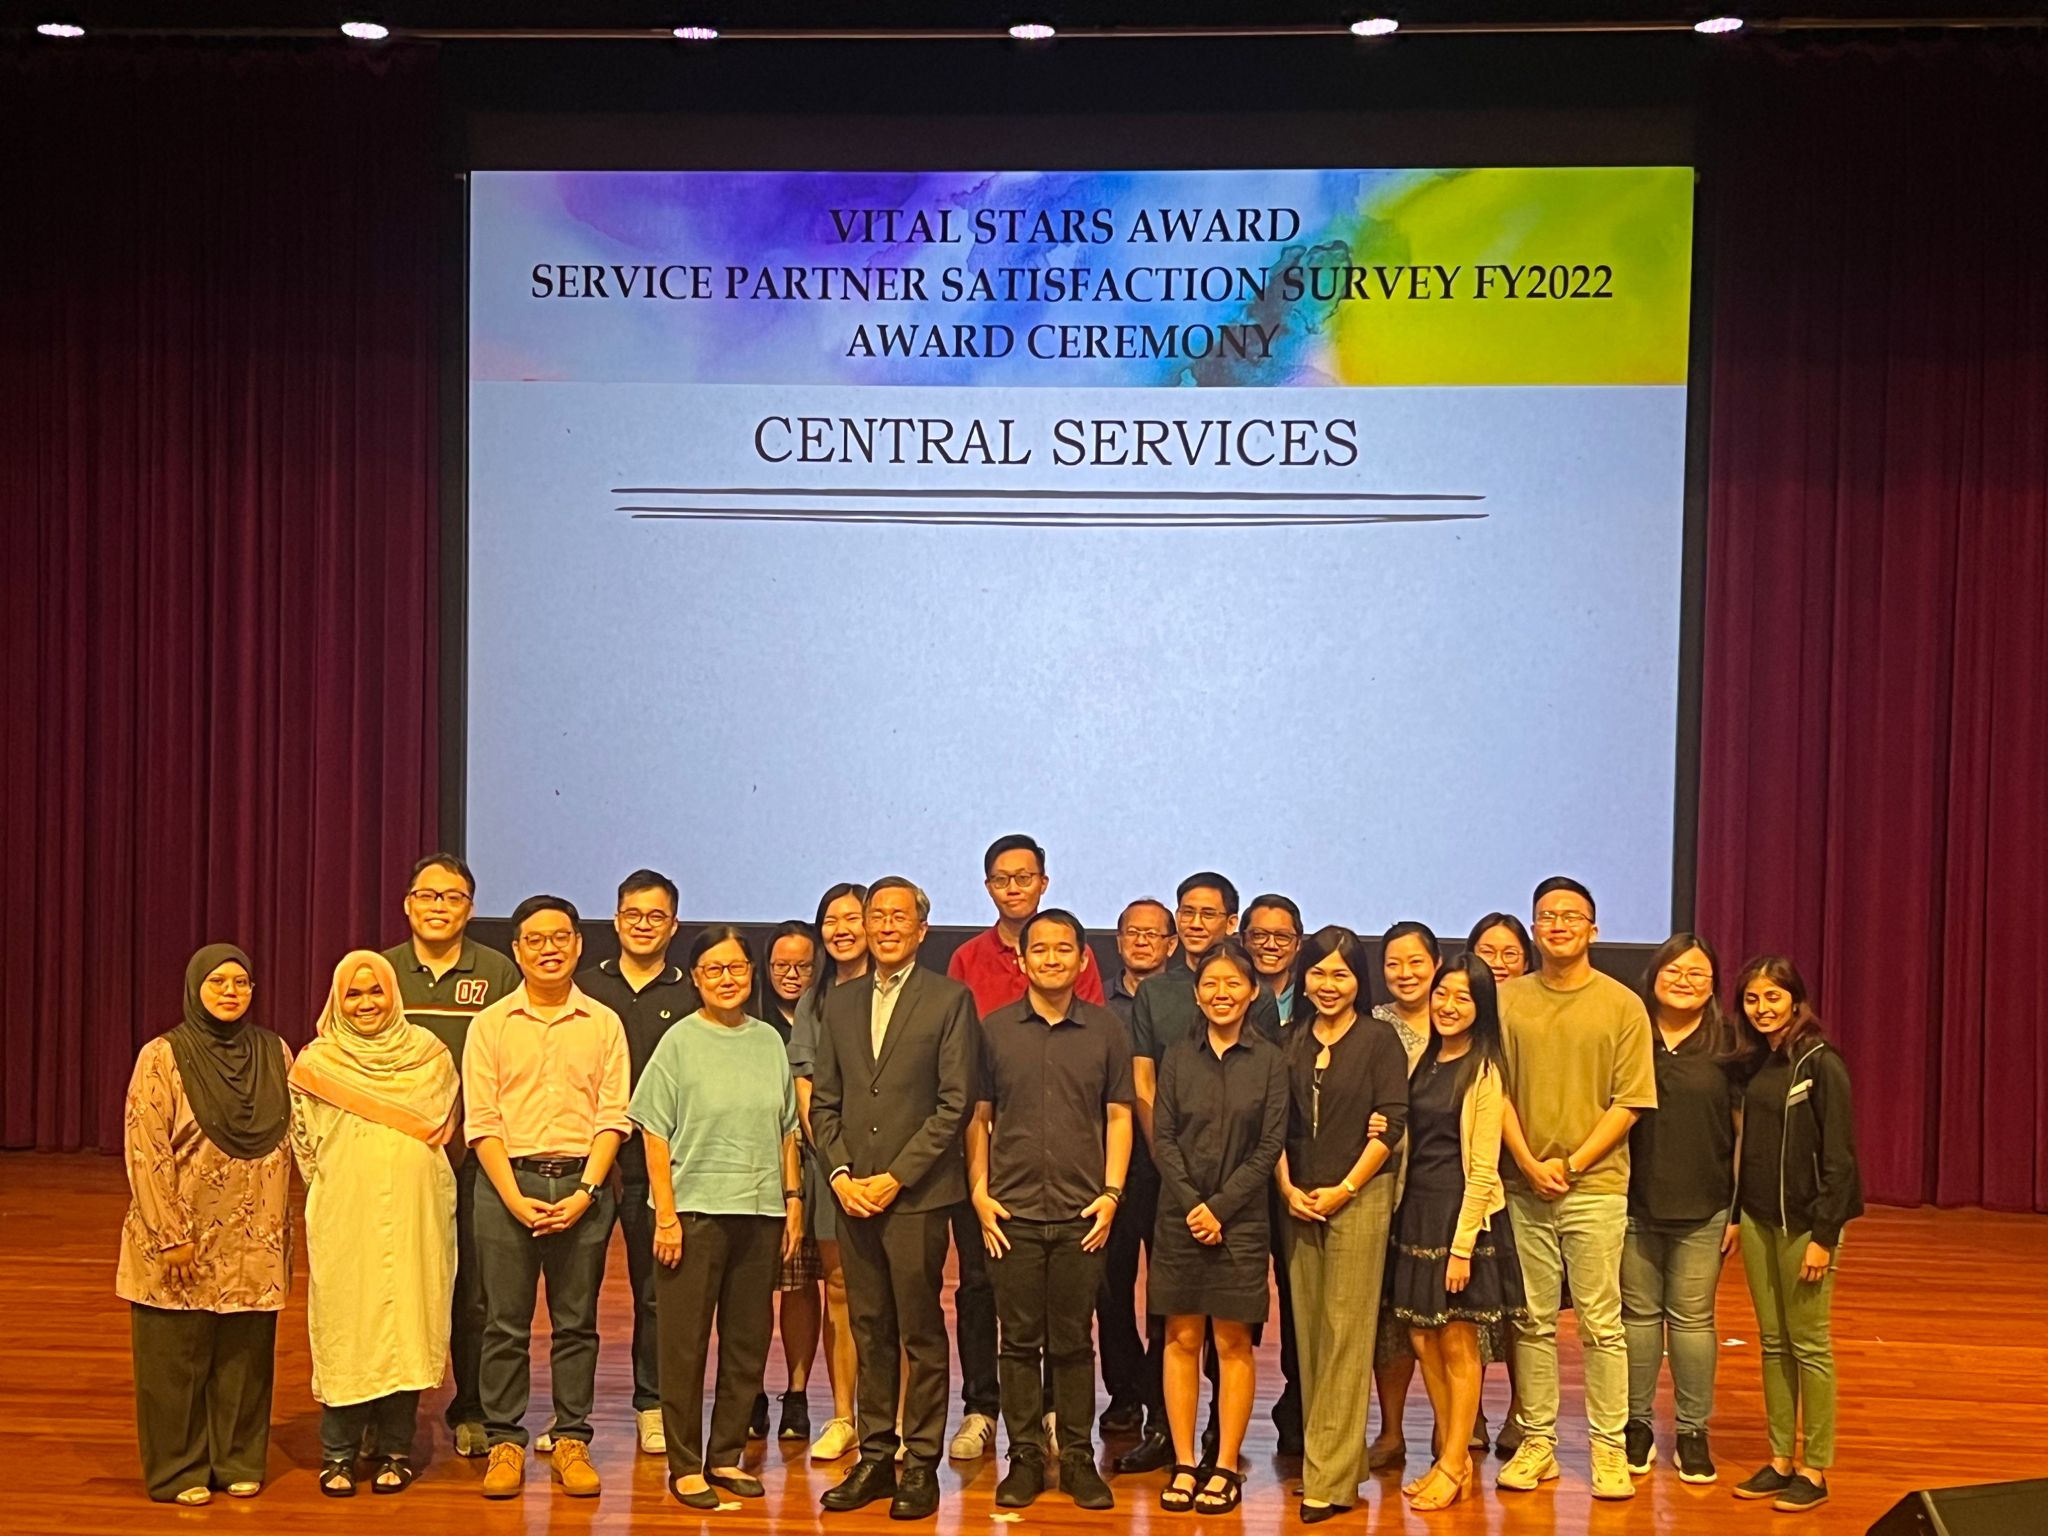 VITAL STARS AWARD
SERVICE PARTNER SATISFACTION SURVEY FY2022
AWARD CEREMONY
CENTRAL SERVICES
07